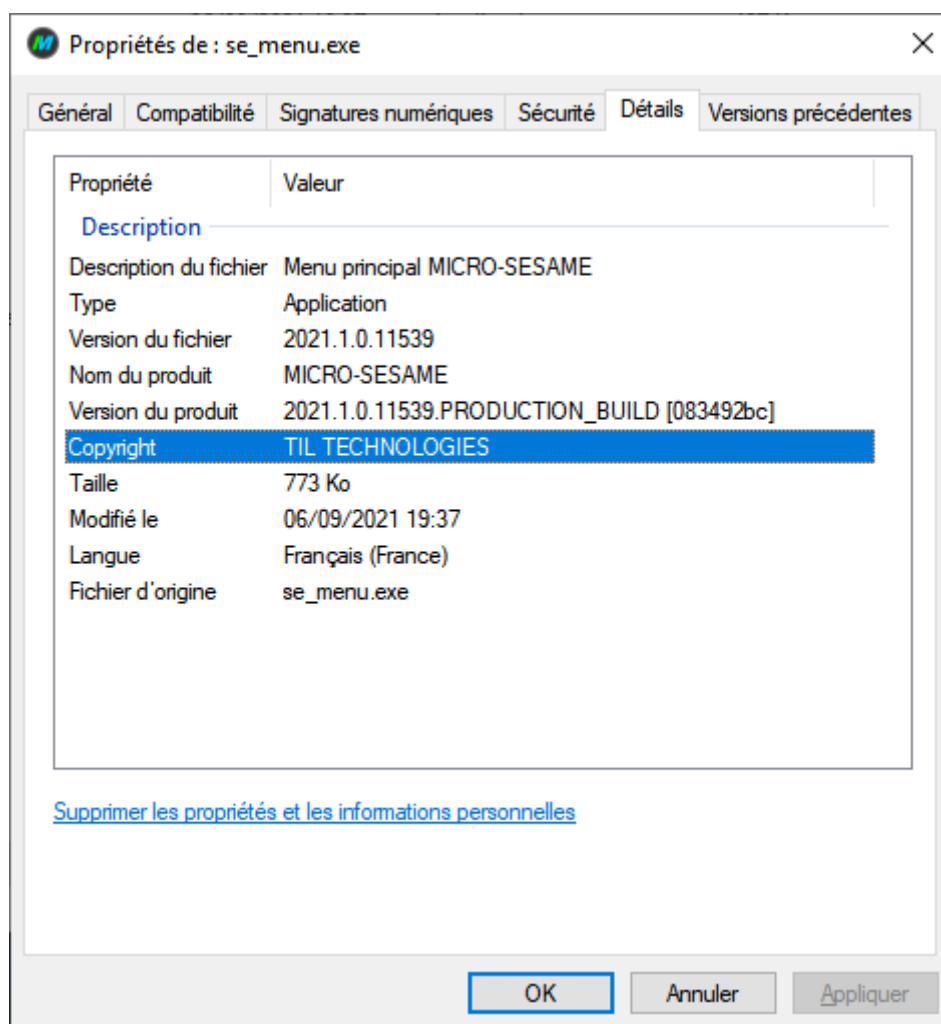 Propriétés de : se_menu.exe
Général Compatibilité Signatures numériques Sécurité Détails Versions précédentes
Propriété Valeur
Description
Description du fichier Menu principal MICRO-SESAME
Type Application
Version du fichier 2021.1.0.11539
Nom du produit MICRO-SESAME
Version du produit 2021.1.0.11539.PRODUCTION_BUILD [083492bc]
Copyright TIL TECHNOLOGIES
Taille 773 Ko
Modifié le 06/09/2021 19:37
Langue Français (France)
Fichier d'origine se_menu.exe
Supprimer les propriétés et les informations personnelles
OK Annuler Appliquer